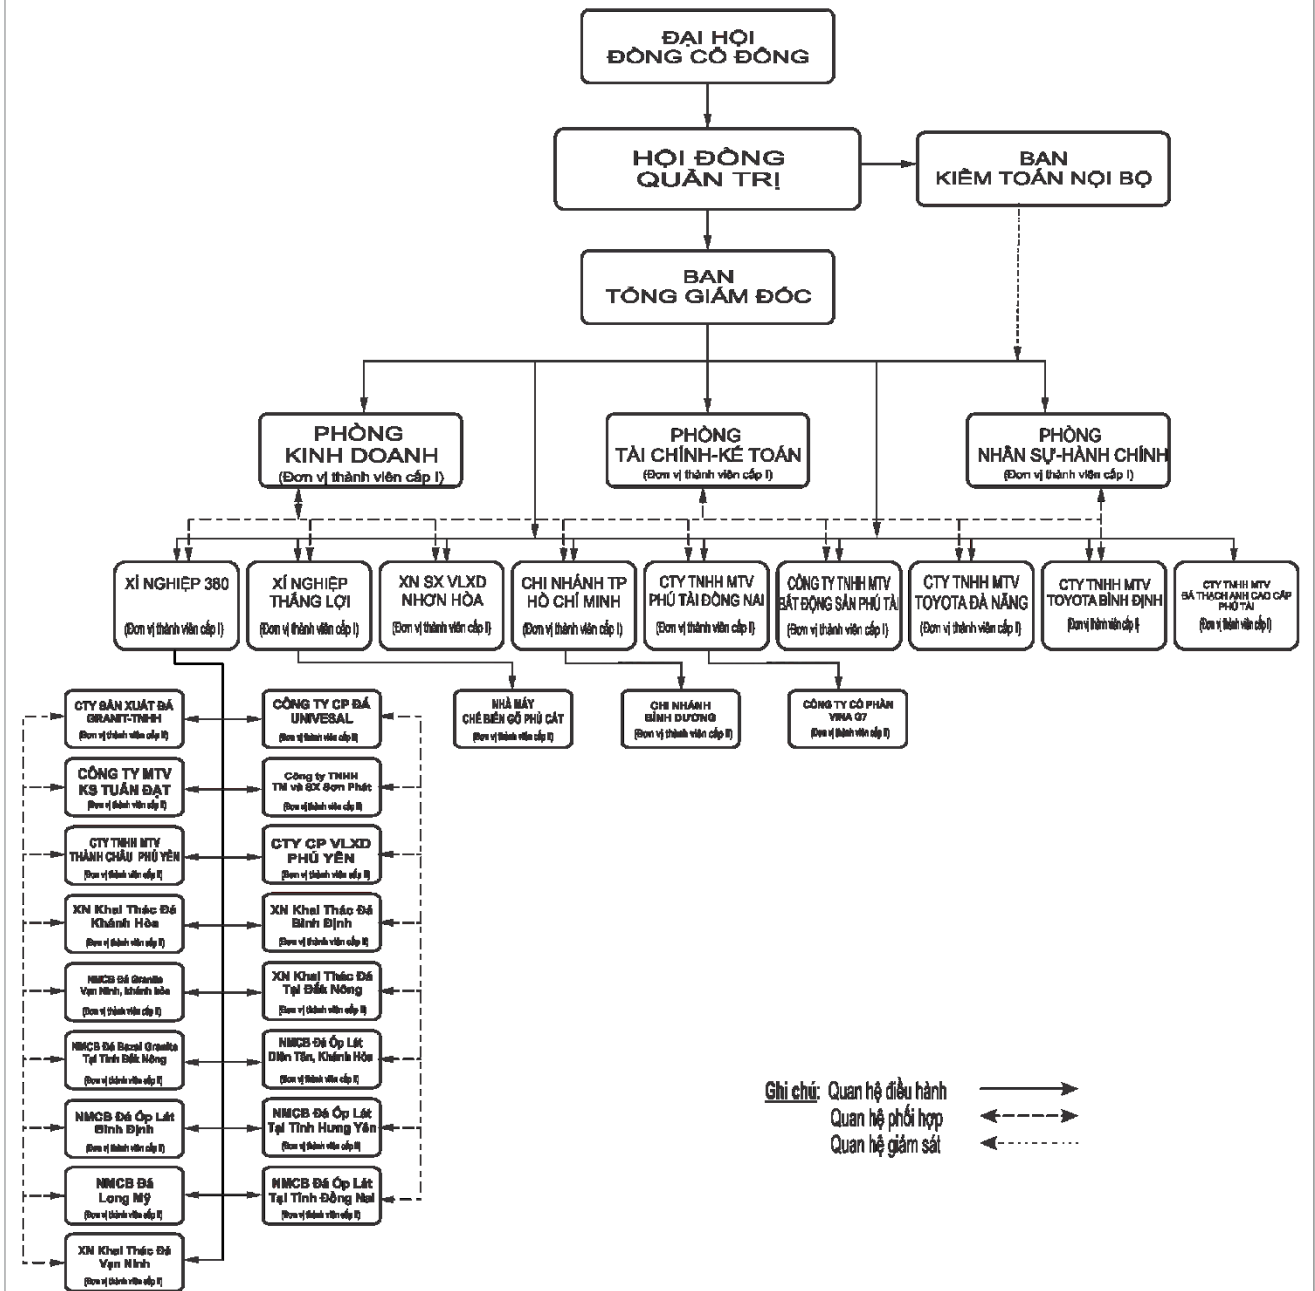 ĐẠI HỘI
ĐỒNG CỔ ĐÔNG
HỘI ĐỒNG
QUẢN TRỊ
BAN
KIỂM TOÁN NỘI BỘ
BAN
TỔNG GIÁM ĐỐC
PHÒNG
KINH DOANH
(Đơn vị thành viên cấp I)
PHÒNG
TÀI CHÍNH-KẾ TOÁN
(Đơn vị thành viên cấp I)
PHÒNG
NHÂN SỰ-HÀNH CHÍNH
(Đơn vị thành viên cấp I)
XÍ NGHIỆP 380
(Đơn vị thành viên cấp I)
XÍ NGHIỆP
THẮNG LỢI
(Đơn vị thành viên cấp I)
XN SX VLXD
NHƠN HÒA
(Đơn vị thành viên cấp I)
CHI NHÁNH TP
HỒ CHÍ MINH
(Đơn vị thành viên cấp I)
CTY TNHH MTV
PHÚ TÀI ĐỒNG NAI
(Đơn vị thành viên cấp I)
CÔNG TY TNHH MTV
BẤT ĐỘNG SẢN PHÚ TÀI
(Đơn vị thành viên cấp I)
CTY TNHH MTV
TOYOTA ĐÀ NẴNG
(Đơn vị thành viên cấp I)
CTY TNHH MTV
TOYOTA BÌNH ĐỊNH
(Đơn vị thành viên cấp I)
CTY TNHH MTV
ĐÁ THẠCH ANH CAO CẤP
PHÚ TÀI
(Đơn vị thành viên cấp I)
NHÀ MÁY
CHẾ BIẾN GỖ PHÙ CÁT
(Đơn vị thành viên cấp II)
CHI NHÁNH
BÌNH DƯƠNG
(Đơn vị thành viên cấp II)
CÔNG TY CỔ PHẦN
VINA G7
(Đơn vị thành viên cấp II)
CTY SẢN XUẤT ĐÁ
GRANIT-TNHH
(Đơn vị thành viên cấp II)
CÔNG TY CP ĐÁ
UNIVESAL
(Đơn vị thành viên cấp II)
CÔNG TY MTV
KS TUẤN ĐẠT
(Đơn vị thành viên cấp II)
Công ty TNHH
TM và SX Sơn Phát
(Đơn vị thành viên cấp II)
CTY TNHH MTV
THÀNH CHÂU PHÚ YÊN
(Đơn vị thành viên cấp II)
CTY CP VLXD
PHÚ YÊN
(Đơn vị thành viên cấp II)
XN Khai Thác Đá
Khánh Hòa
(Đơn vị thành viên cấp II)
XN Khai Thác Đá
Bình Định
(Đơn vị thành viên cấp II)
NMCB Đá Granite
Vạn Ninh, khánh hòa
(Đơn vị thành viên cấp II)
XN Khai Thác Đá
Tại Đắk Nông
(Đơn vị thành viên cấp II)
NMCB Đá Bazal Granite
Tại Tỉnh Đắk Nông
(Đơn vị thành viên cấp II)
NMCB Đá Ốp Lát
Diên Tân, Khánh Hòa
(Đơn vị thành viên cấp II)
NMCB Đá Ốp Lát
Bình Định
(Đơn vị thành viên cấp II)
NMCB Đá Ốp Lát
Tại Tỉnh Hưng Yên
(Đơn vị thành viên cấp II)
NMCB Đá
Long Mỹ
(Đơn vị thành viên cấp II)
NMCB Đá Ốp Lát
Tại Tỉnh Đồng Nai
(Đơn vị thành viên cấp II)
XN Khai Thác Đá
Vạn Ninh
(Đơn vị thành viên cấp II)
Ghi chú: Quan hệ điều hành
Quan hệ phối hợp
Quan hệ giám sát